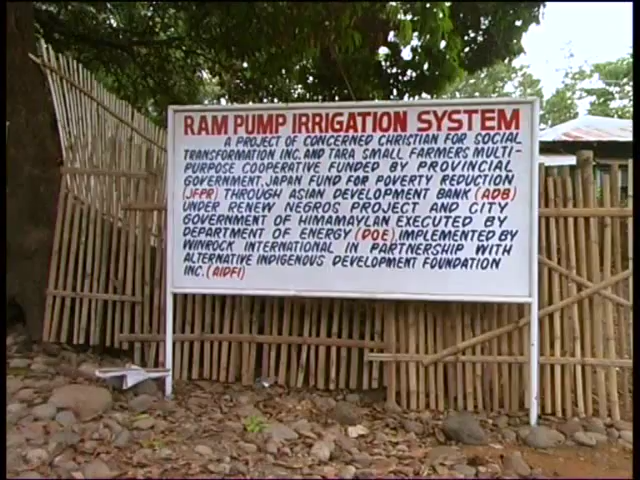 RAM PUMP IRRIGATION SYSTEM
A PROJECT OF CONCERNED CHRISTIAN FOR SOCIAL
TRANSFORMATION INC. AND TARA SMALL FARMERS MULTI-
PURPOSE COOPERATIVE FUNDED BY PROVINCIAL
GOVERNMENT, JAPAN FUND FOR POVERTY REDUCTION
(JFPR) THROUGH ASIAN DEVELOPMENT BANK (ADB)
UNDER RENEW NEGROS PROJECT AND CITY
GOVERNMENT OF HIMAMAYLAN EXECUTED BY
DEPARTMENT OF ENERGY (DOE), IMPLEMENTED BY
WINROCK INTERNATIONAL IN PARTNERSHIP WITH
ALTERNATIVE INDIGENOUS DEVELOPMENT FOUNDATION
INC. (AIDFI)